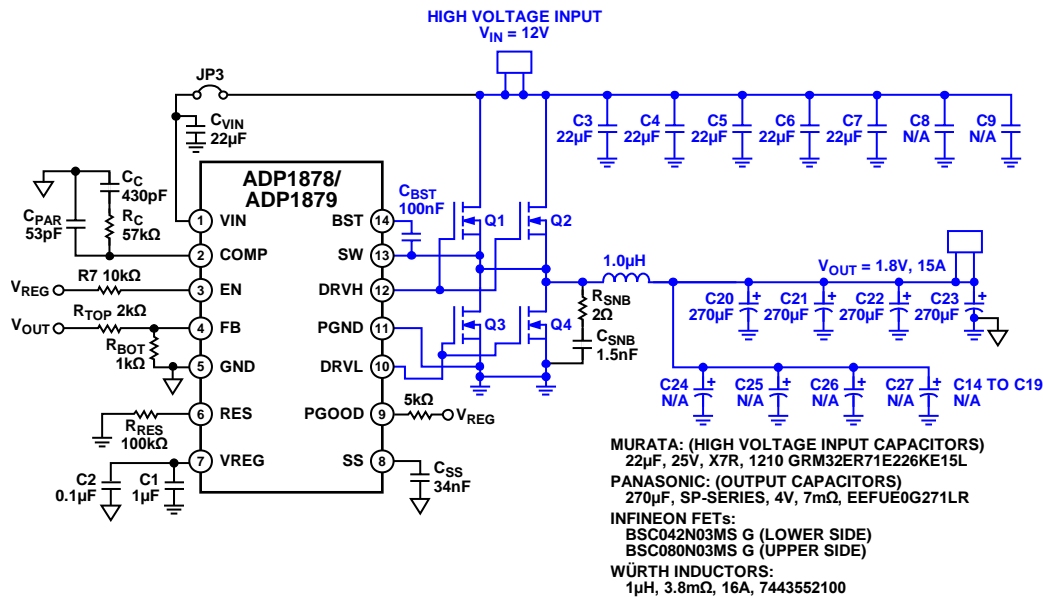 HIGH VOLTAGE INPUT
VIN = 12V
JP3
CVIN
22µF
C3
22µF
C4
22µF
C5
22µF
C6
22µF
C7
22µF
C8
N/A
C9
N/A
CC
430pF
CPAR
53pF
RC
57kΩ
ADP1878/
ADP1879
CBST
100nF
1 VIN
BST 14
Q1
Q2
2 COMP
SW 13
1.0µH
VOUT = 1.8V, 15A
VREG
R7 10kΩ
3 EN
DRVH 12
RSNB
2Ω
C20
270µF
C21
270µF
C22
270µF
C23
270µF
VOUT
RTOP 2kΩ
4 FB
PGND 11
Q3
Q4
RBOT
1kΩ
CSNB
1.5nF
5 GND
DRVL 10
C24
N/A
C25
N/A
C26
N/A
C27
N/A
C14 TO C19
N/A
RRES
100kΩ
6 RES
PGOOD 9
5kΩ
VREG
7 VREG
SS 8
CSS
34nF
C2
0.1µF
C1
1µF
MURATA: (HIGH VOLTAGE INPUT CAPACITORS)
22µF, 25V, X7R, 1210 GRM32ER71E226KE15L
PANASONIC: (OUTPUT CAPACITORS)
270µF, SP-SERIES, 4V, 7mΩ, EEFUE0G271LR
INFINEON FETs:
BSC042N03MS G (LOWER SIDE)
BSC080N03MS G (UPPER SIDE)
WÜRTH INDUCTORS:
1µH, 3.8mΩ, 16A, 7443552100